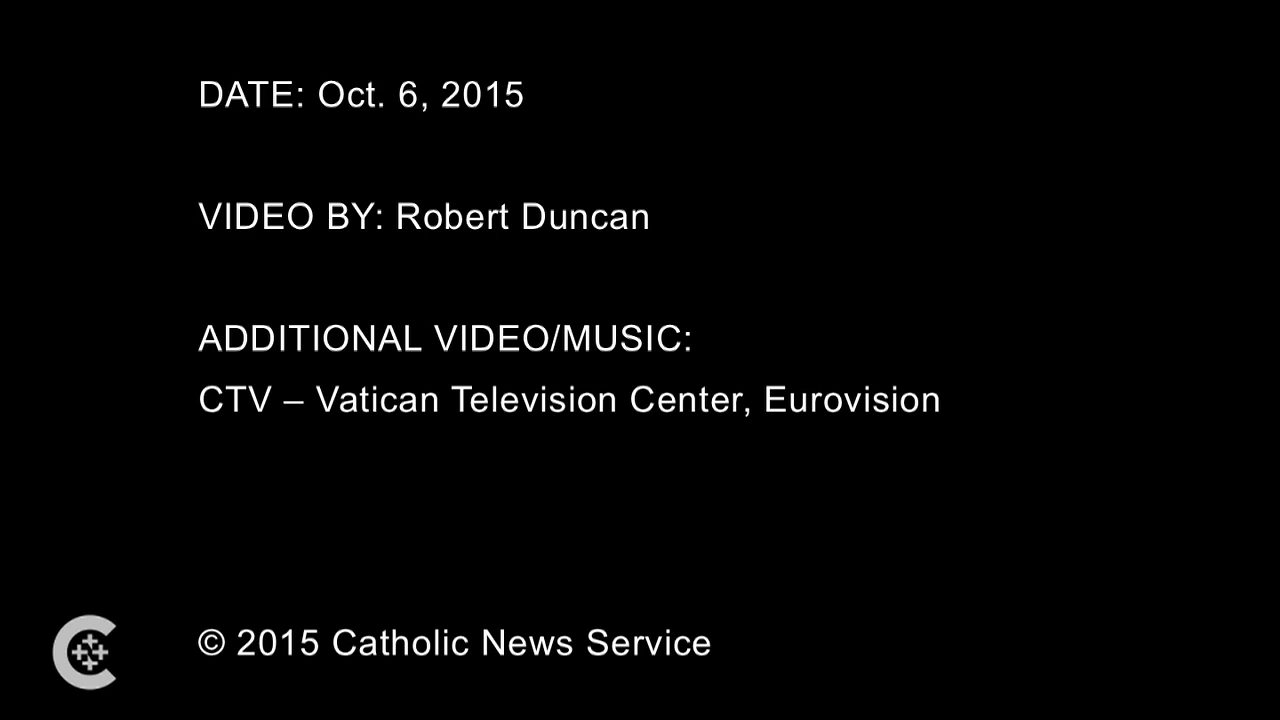 DATE: Oct. 6, 2015
VIDEO BY: Robert Duncan
ADDITIONAL VIDEO/MUSIC:
CTV – Vatican Television Center, Eurovision
© 2015 Catholic News Service